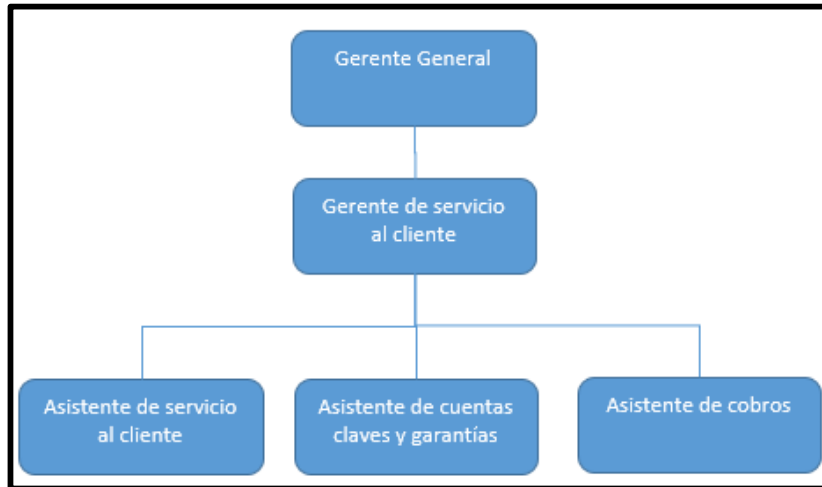 Gerente General
Gerente de servicio
al cliente
Asistente de servicio
al cliente
Asistente de cuentas
claves y garantías
Asistente de cobros